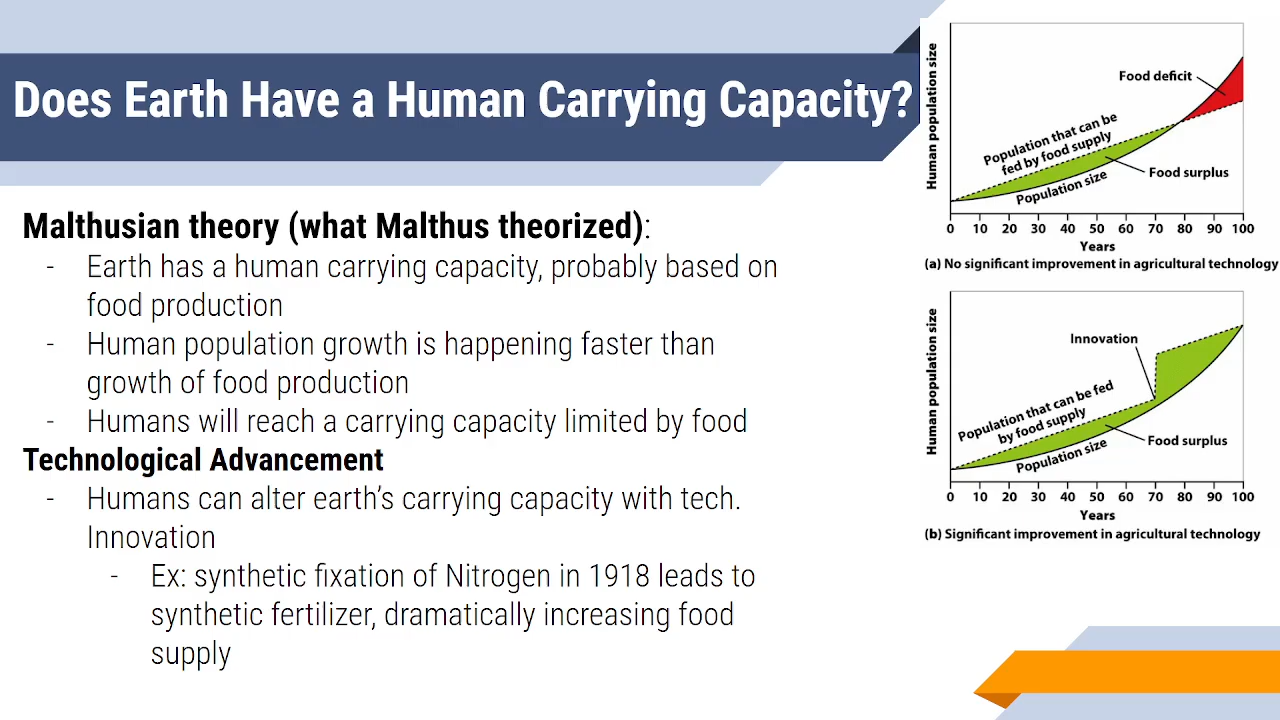 Does Earth Have a Human Carrying Capacity?
Malthusian theory (what Malthus theorized):
- Earth has a human carrying capacity, probably based on
food production
- Human population growth is happening faster than
growth of food production
- Humans will reach a carrying capacity limited by food
Technological Advancement
- Humans can alter earth's carrying capacity with tech.
Innovation
- Ex: synthetic fixation of Nitrogen in 1918 leads to
synthetic fertilizer, dramatically increasing food
supply
Human population size
Food deficit
Population that can be
fed by food supply
Food surplus
Population size
0 10 20 30 40 50 60 70 80 90 100
Years
(a) No significant improvement in agricultural technology
Human population size
Innovation
Population that can be fed
by food supply
Food surplus
Population size
0 10 20 30 40 50 60 70 80 90 100
Years
(b) Significant improvement in agricultural technology